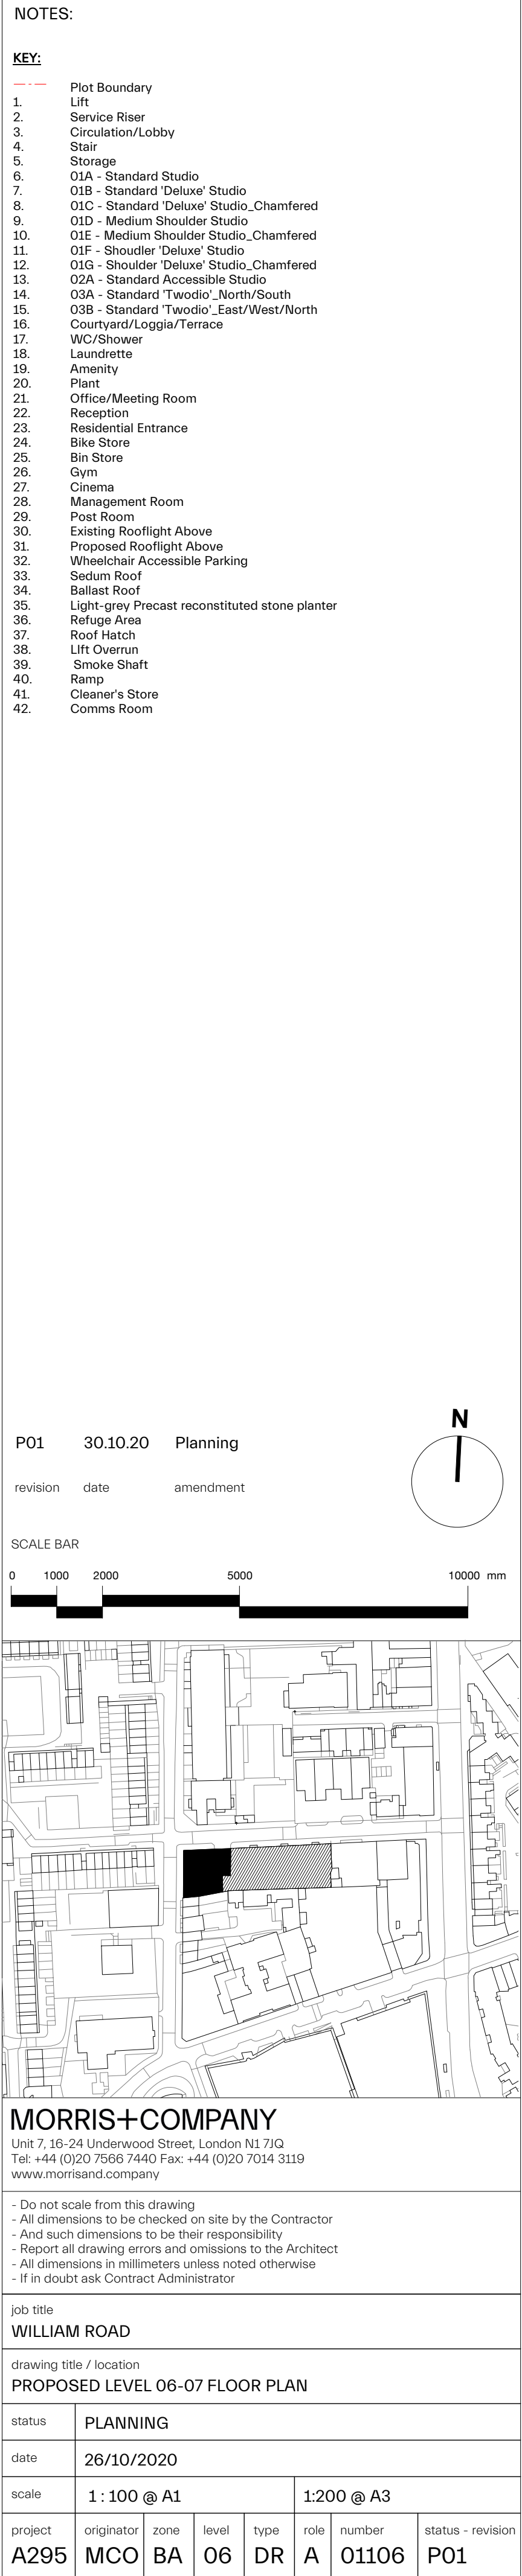 NOTES:
KEY:
Plot Boundary
1. Lift
2. Service Riser
3. Circulation/Lobby
4. Stair
5. Storage
6. 01A - Standard Studio
7. 01B - Standard 'Deluxe' Studio
8. 01C - Standard 'Deluxe' Studio_Chamfered
9. 01D - Medium Shoulder Studio
10. 01E - Medium Shoulder Studio_Chamfered
11. 01F - Shoudler 'Deluxe' Studio
12. 01G - Shoulder 'Deluxe' Studio_Chamfered
13. 02A - Standard Accessible Studio
14. 03A - Standard 'Twodio'_North/South
15. 03B - Standard 'Twodio'_East/West/North
16. Courtyard/Loggia/Terrace
17. WC/Shower
18. Laundrette
19. Amenity
20. Plant
21. Office/Meeting Room
22. Reception
23. Residential Entrance
24. Bike Store
25. Bin Store
26. Gym
27. Cinema
28. Management Room
29. Post Room
30. Existing Rooflight Above
31. Proposed Rooflight Above
32. Wheelchair Accessible Parking
33. Sedum Roof
34. Ballast Roof
35. Light-grey Precast reconstituted stone planter
36. Refuge Area
37. Roof Hatch
38. LIft Overrun
39. Smoke Shaft
40. Ramp
41. Cleaner's Store
42. Comms Room
N
P01 30.10.20 Planning
revision date amendment
SCALE BAR
0 1000 2000 5000 10000 mm
MORRIS+COMPANY
Unit 7, 16-24 Underwood Street, London N1 7JQ
Tel: +44 (0)20 7566 7440 Fax: +44 (0)20 7014 3119
www.morrisand.company
- Do not scale from this drawing
- All dimensions to be checked on site by the Contractor
- And such dimensions to be their responsibility
- Report all drawing errors and omissions to the Architect
- All dimensions in millimeters unless noted otherwise
- If in doubt ask Contract Administrator
job title
WILLIAM ROAD
drawing title / location
PROPOSED LEVEL 06-07 FLOOR PLAN
status PLANNING
date 26/10/2020
scale 1 : 100 @ A1 1:200 @ A3
project originator zone level type role number status - revision
A295 MCO BA 06 DR A 01106 P01